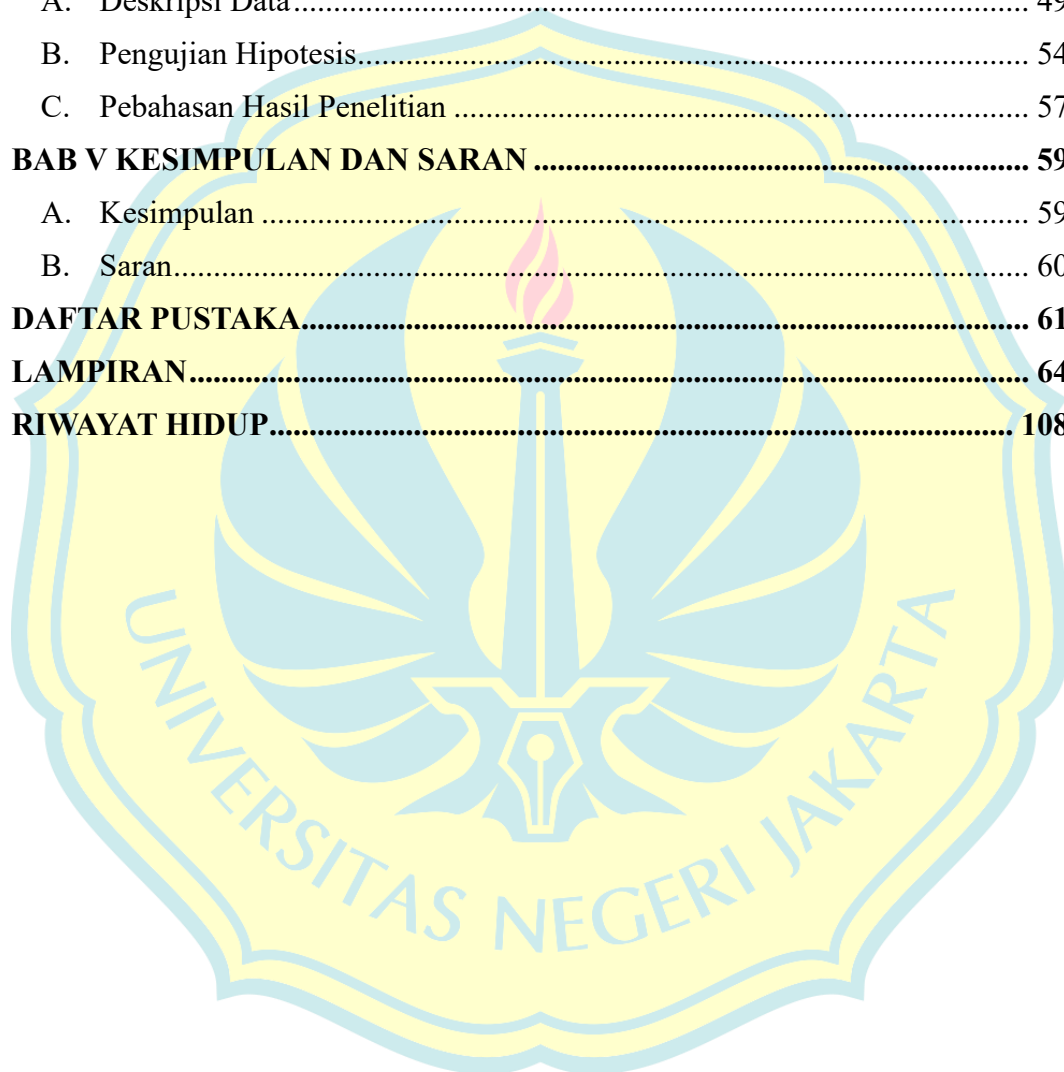 A. Deskripsi Data.......................................................................................... 49
B. Pengujian Hipotesis.................................................................................. 54
C. Pebahasan Hasil Penelitian ...................................................................... 57
BAB V KESIMPULAN DAN SARAN ............................................................. 59
A. Kesimpulan .............................................................................................. 59
B. Saran......................................................................................................... 60
DAFTAR PUSTAKA.......................................................................................... 61
LAMPIRAN........................................................................................................ 64
RIWAYAT HIDUP............................................................................................ 108
UNIVERSITAS NEGERI JAKARTA